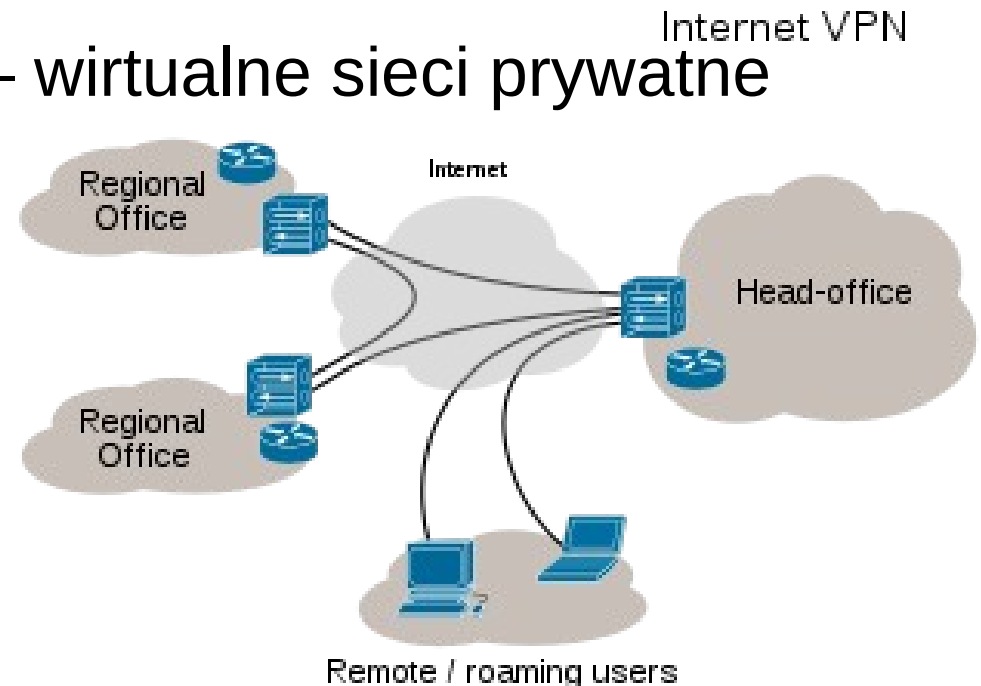 Internet VPN
- wirtualne sieci prywatne
Internet
Regional
Office
Head-office
Regional
Office
Remote / roaming users